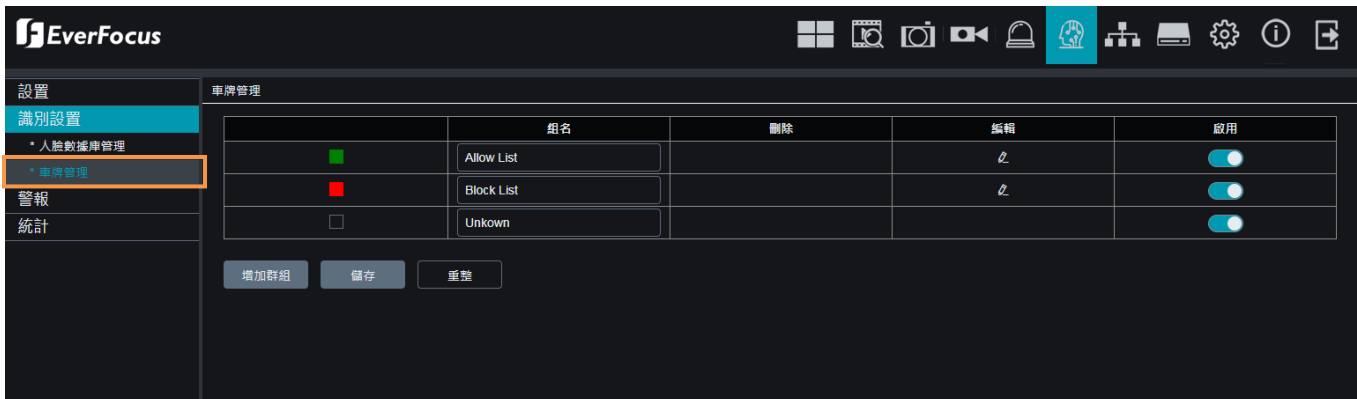 EverFocus
設置
識別設置
* 人臉數據庫管理
* 車牌管理
警報
統計
車牌管理
組名 刪除 編輯 啟用
Allow List
Block List
Unkown
增加群組 儲存 重整